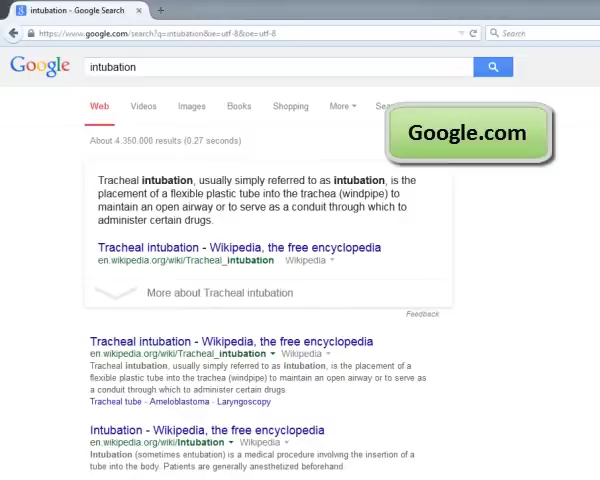 intubation - Google Search
https://www.google.com/search?q=intubation&oe=utf-8&oe=utf-8
Search
Google
intubation
Web Videos Images Books Shopping More
Google.com
About 4.350.000 results (0.27 seconds)
Tracheal intubation, usually simply referred to as intubation, is the
placement of a flexible plastic tube into the trachea (windpipe) to
maintain an open airway or to serve as a conduit through which to
administer certain drugs.
Tracheal intubation - Wikipedia, the free encyclopedia
en.wikipedia.org/wiki/Tracheal_intubation Wikipedia
More about Tracheal intubation
Feedback
Tracheal intubation - Wikipedia, the free encyclopedia
en.wikipedia.org/wiki/Tracheal_intubation Wikipedia
Tracheal intubation, usually simply referred to as intubation, is the placement of a
flexible plastic tube into the trachea (windpipe) to maintain an open airway or to serve as
a conduit through which to administer certain drugs
Tracheal tube - Ameloblastoma - Laryngoscopy
Intubation - Wikipedia, the free encyclopedia
en.wikipedia.org/wiki/Intubation Wikipedia
Intubation (sometimes entubation) is a medical procedure involving the insertion of a
tube into the body. Patients are generally anesthetized beforehand